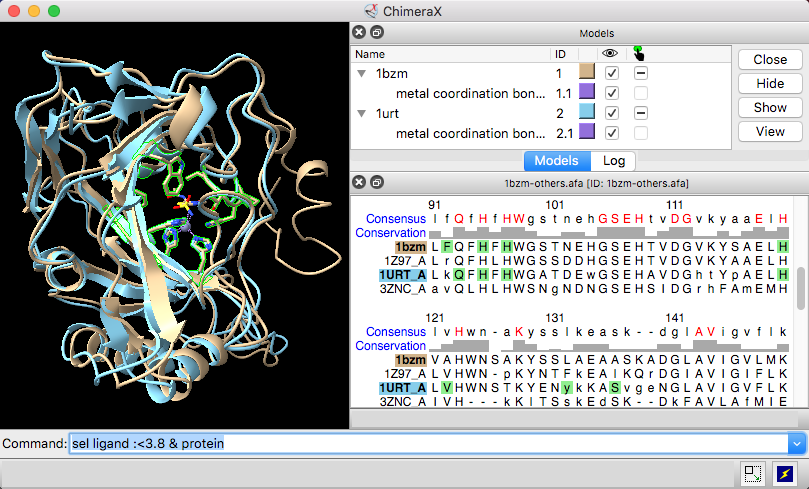 ChimeraX
Models
Name ID
1bzm 1
metal coordination bon... 1.1
1urt 2
metal coordination bon... 2.1
Close
Hide
Show
View
Models Log
1bzm-others.afa [ID: 1bzm-others.afa]
91 101 111
Consensus l f Q f H f H W g s t n e h G S E H t v D G v k y a a E l H
Conservation
1bzm L F Q F H F H W G S T N E H G S E H T V D G V K Y S A E L H
1Z97_A L r Q F H L H W G S S D D H G S E H T V D G V K Y A A E L H
1URT_A L k Q F H F H W G A T D E w G S E H A V D G h t Y p A E L H
3ZNC_A a v Q L H L H W S N g N D N G S E H S I D G r h F A m E M H
121 131 141
Consensus l v H w n - a K y s s l k e a s k - - d g l A V i g v f l k
Conservation
1bzm V A H W N S A K Y S S L A E A A S K A D G L A V I G V L M K
1Z97_A L V H W N - p K Y N T F k E A l K Q r D G I A V I G I F L K
1URT_A L V H W N S T K Y E N y k K A S v g e N G L A V I G V F L K
3ZNC_A I V H - - - k K I T S s k E d S K - - D k F A V L A f M I E
Command: sel ligand :<3.8 & protein